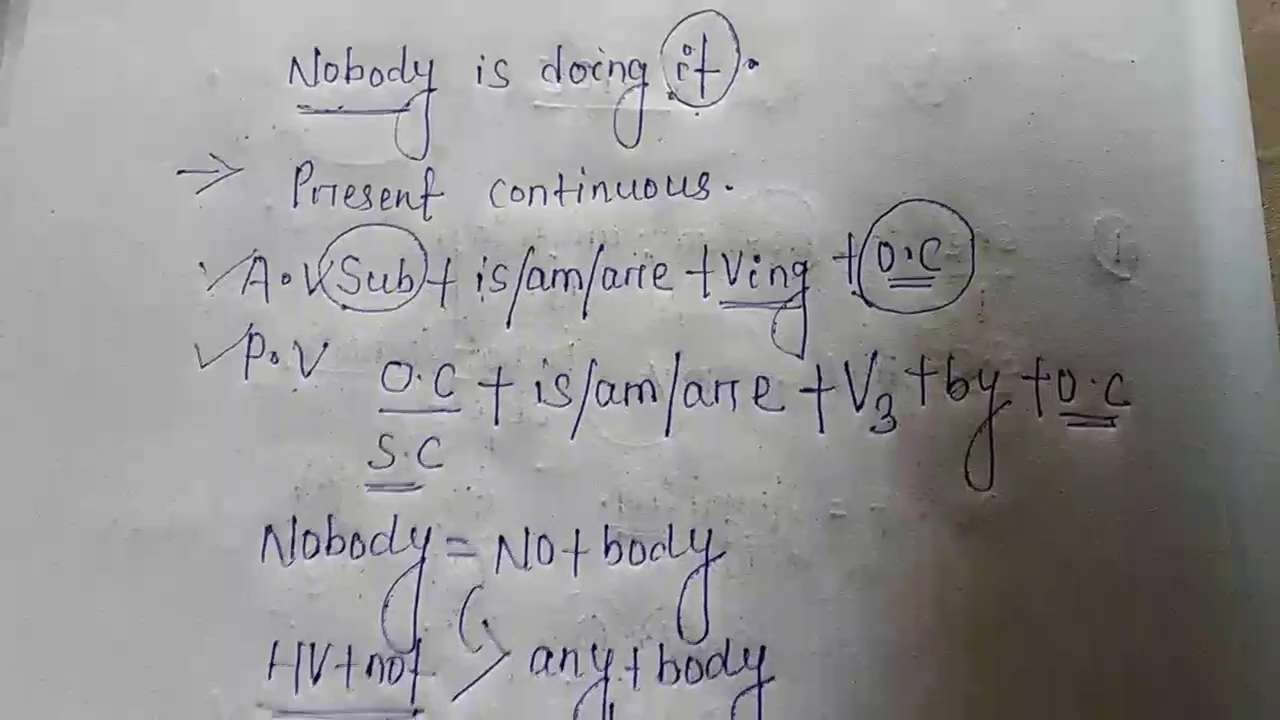 Nobody is doing it.
→ Present continuous.
✓A.V Sub + is/am/are + Ving + O.C
✓P.V O.C + is/am/are + V3 + by + O.C
S.C
Nobody = No + body
HV + not > any + body